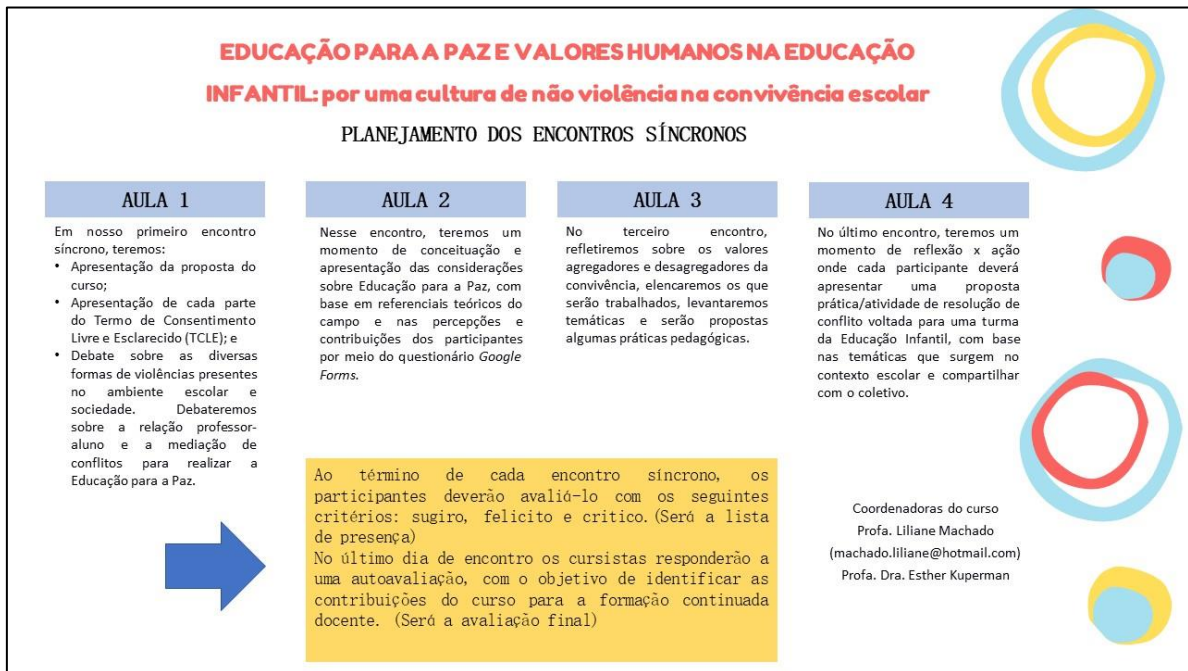 EDUCAÇÃO PARA A PAZ E VALORES HUMANOS NA EDUCAÇÃO
INFANTIL: por uma cultura de não violência na convivência escolar
PLANEJAMENTO DOS ENCONTROS SÍNCRONOS
AULA 1
Em nosso primeiro encontro
síncrono, teremos:
• Apresentação da proposta do
curso;
• Apresentação de cada parte
do Termo de Consentimento
Livre e Esclarecido (TCLE); e
• Debate sobre as diversas
formas de violências presentes
no ambiente escolar e
sociedade. Debateremos
sobre a relação professor-
aluno e a mediação de
conflitos para realizar a
Educação para a Paz.
AULA 2
Nesse encontro, teremos um
momento de conceituação e
apresentação das considerações
sobre Educação para a Paz, com
base em referenciais teóricos do
campo e nas percepções e
contribuições dos participantes
por meio do questionário Google
Forms.
AULA 3
No terceiro encontro,
refletiremos sobre os valores
agregadores e desagregadores da
convivência, elencaremos os que
serão trabalhados, levantaremos
temáticas e serão propostas
algumas práticas pedagógicas.
AULA 4
No último encontro, teremos um
momento de reflexão x ação
onde cada participante deverá
apresentar uma proposta
prática/atividade de resolução de
conflito voltada para uma turma
da Educação Infantil, com base
nas temáticas que surgem no
contexto escolar e compartilhar
com o coletivo.
Ao término de cada encontro síncrono, os
participantes deverão avaliá-lo com os seguintes
critérios: sugiro, felicito e critico.(Será a lista
de presença)
No último dia de encontro os cursistas responderão a
uma autoavaliação, com o objetivo de identificar as
contribuições do curso para a formação continuada
docente. (Será a avaliação final)
Coordenadoras do curso
Profa. Liliane Machado
(machado.liliane@hotmail.com)
Profa. Dra. Esther Kuperman